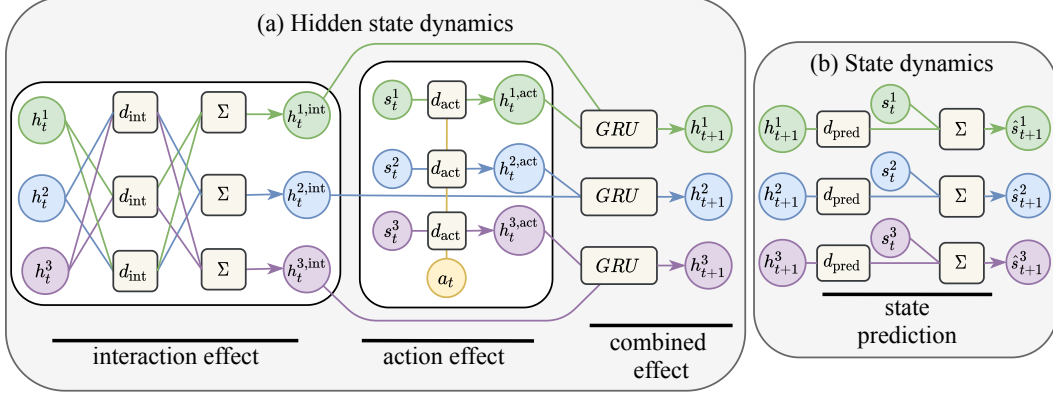 (a) Hidden state dynamics
h_t^1 d_int Σ h_t^{1,int} s_t^1 d_act h_t^{1,act} GRU h_{t+1}^1
h_t^2 d_int Σ h_t^{2,int} s_t^2 d_act h_t^{2,act} GRU h_{t+1}^2
h_t^3 d_int Σ h_t^{3,int} s_t^3 d_act h_t^{3,act} GRU h_{t+1}^3
a_t
interaction effect
action effect
combined
effect
(b) State dynamics
h_{t+1}^1 d_pred s_t^1 Σ ŝ_{t+1}^1
h_{t+1}^2 d_pred s_t^2 Σ ŝ_{t+1}^2
h_{t+1}^3 d_pred s_t^3 Σ ŝ_{t+1}^3
state
prediction